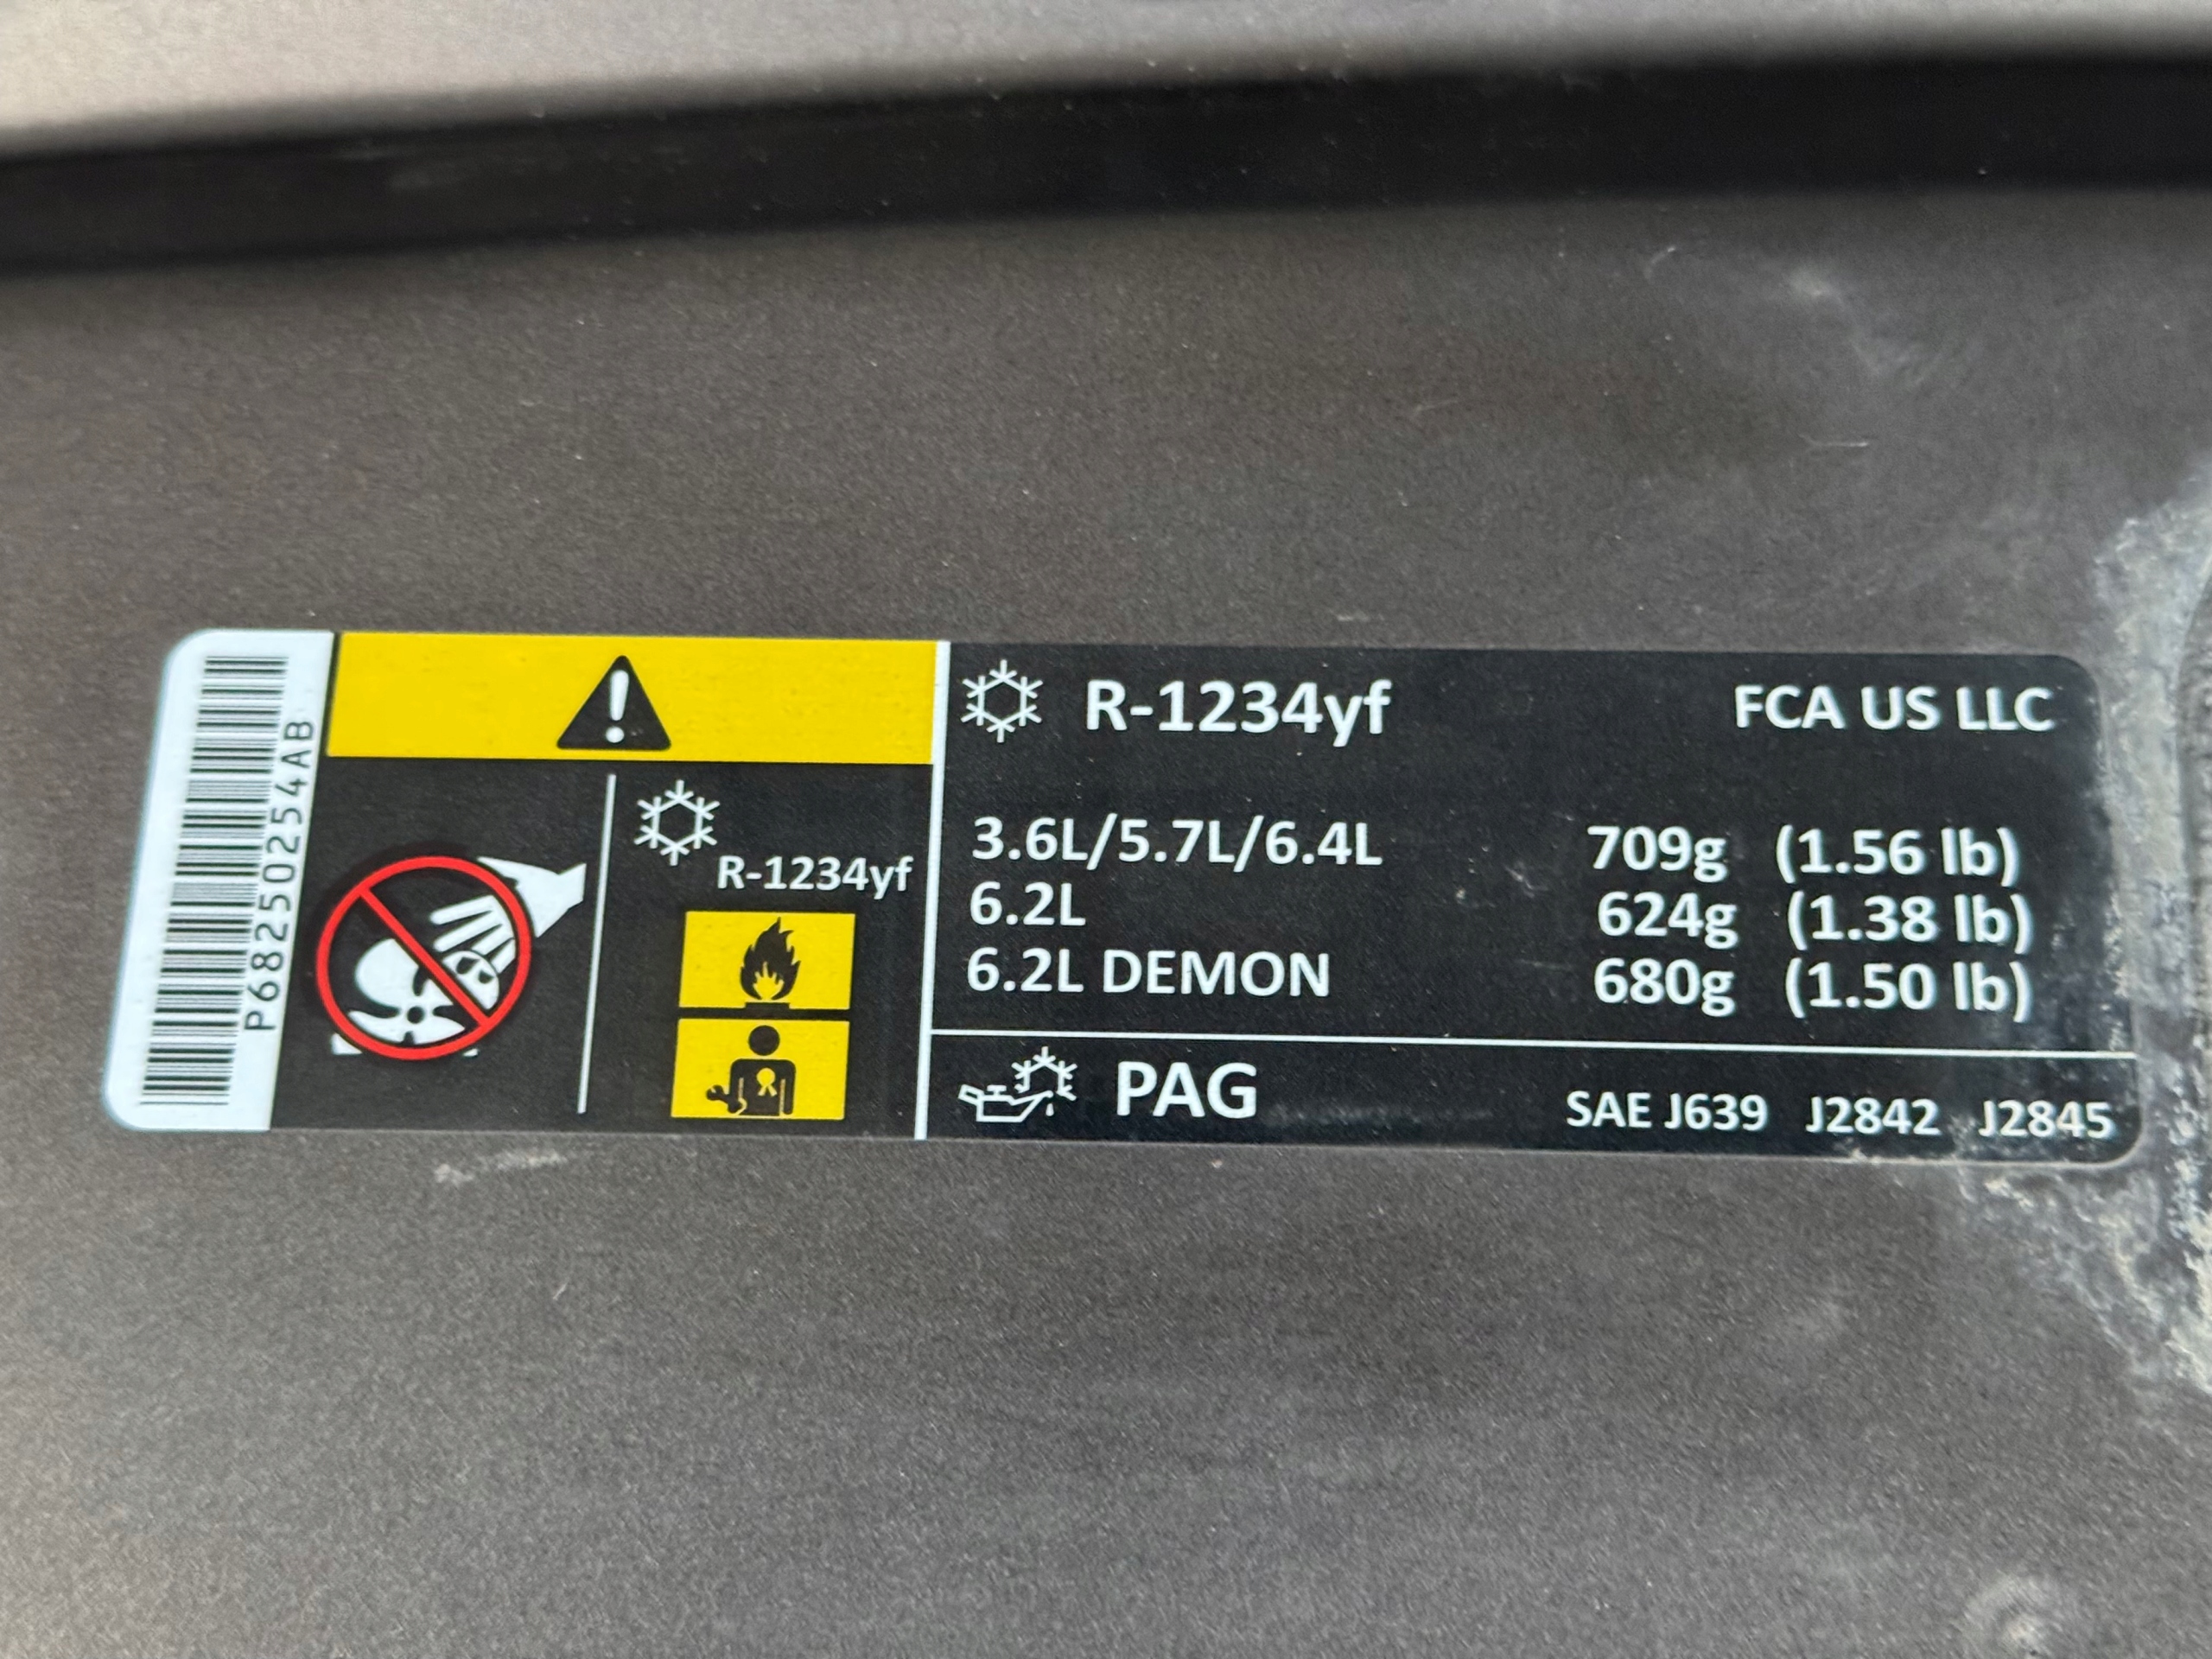 P68250254AB
R-1234yf
R-1234yf FCA US LLC
3.6L/5.7L/6.4L 709g (1.56 lb)
6.2L 624g (1.38 lb)
6.2L DEMON 680g (1.50 lb)
PAG SAE J639 J2842 J2845